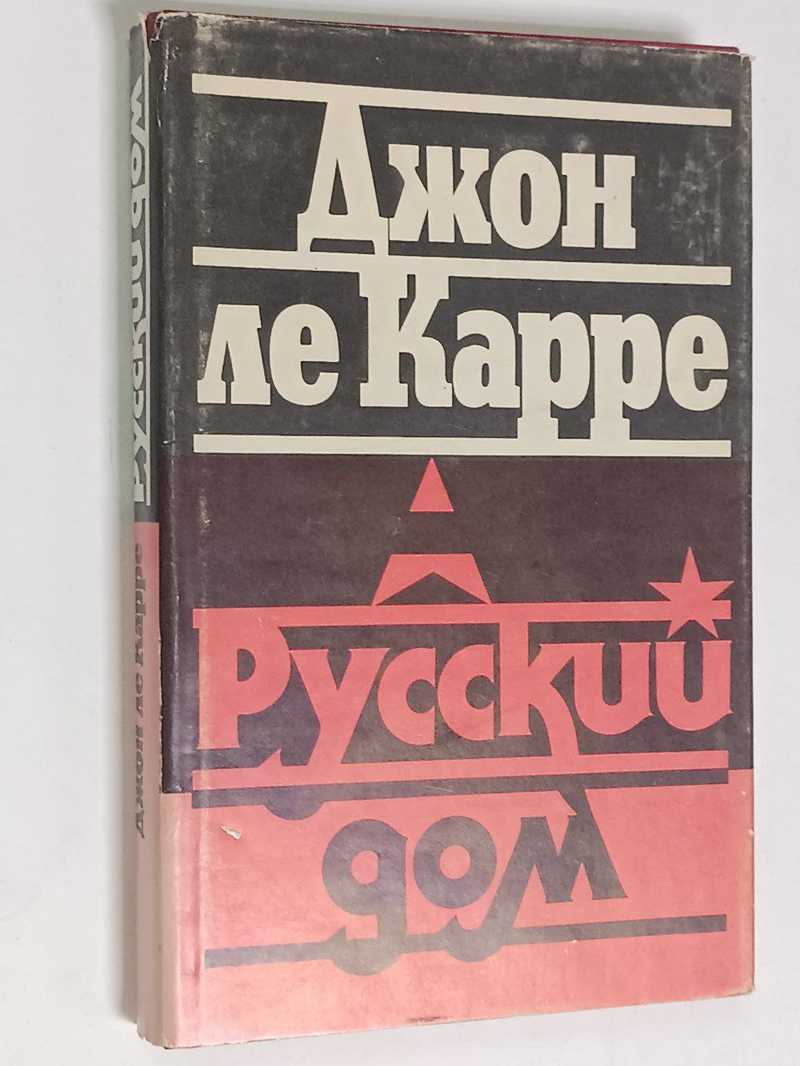 Джон
ле Карре
Русский
дом
Русский дом
Джон ле Карре